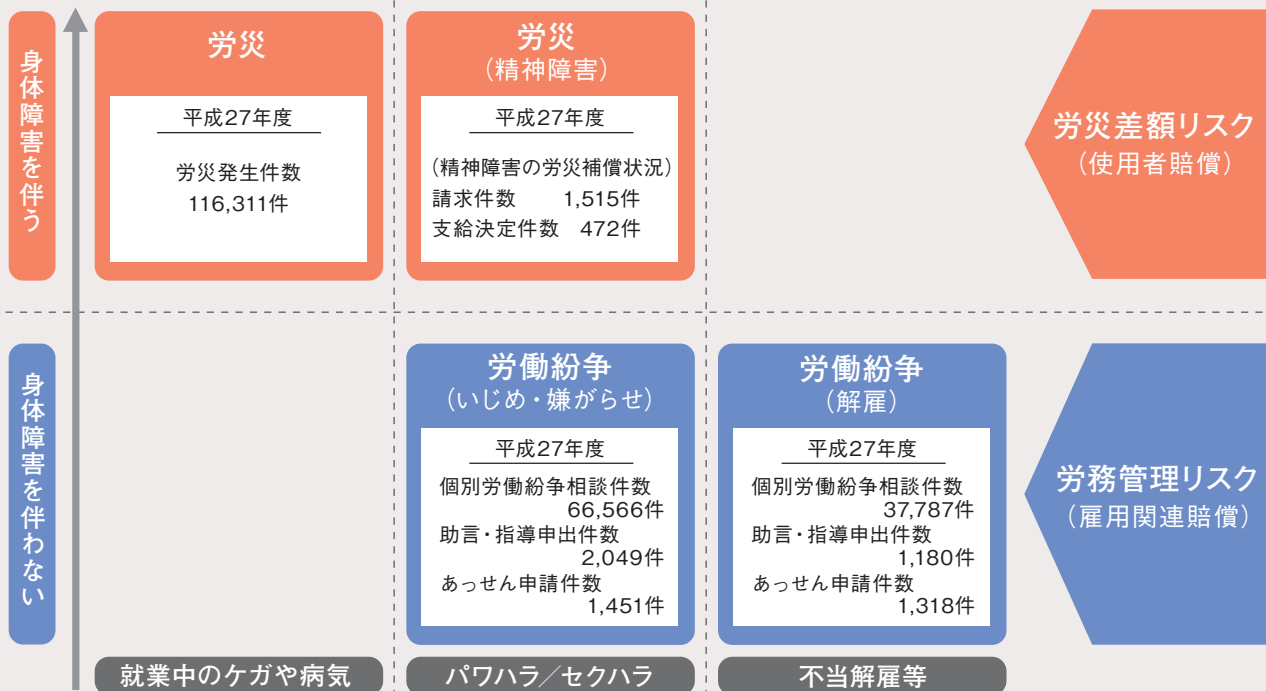 身体障害を伴う
労災
平成27年度
労災発生件数
116,311件
労災
（精神障害）
平成27年度
（精神障害の労災補償状況）
請求件数 1,515件
支給決定件数 472件
労災差額リスク
（使用者賠償）
身体障害を伴わない
労働紛争
（いじめ・嫌がらせ）
平成27年度
個別労働紛争相談件数
66,566件
助言・指導申出件数
2,049件
あっせん申請件数
1,451件
労働紛争
（解雇）
平成27年度
個別労働紛争相談件数
37,787件
助言・指導申出件数
1,180件
あっせん申請件数
1,318件
労務管理リスク
（雇用関連賠償）
就業中のケガや病気
パワハラ／セクハラ
不当解雇等